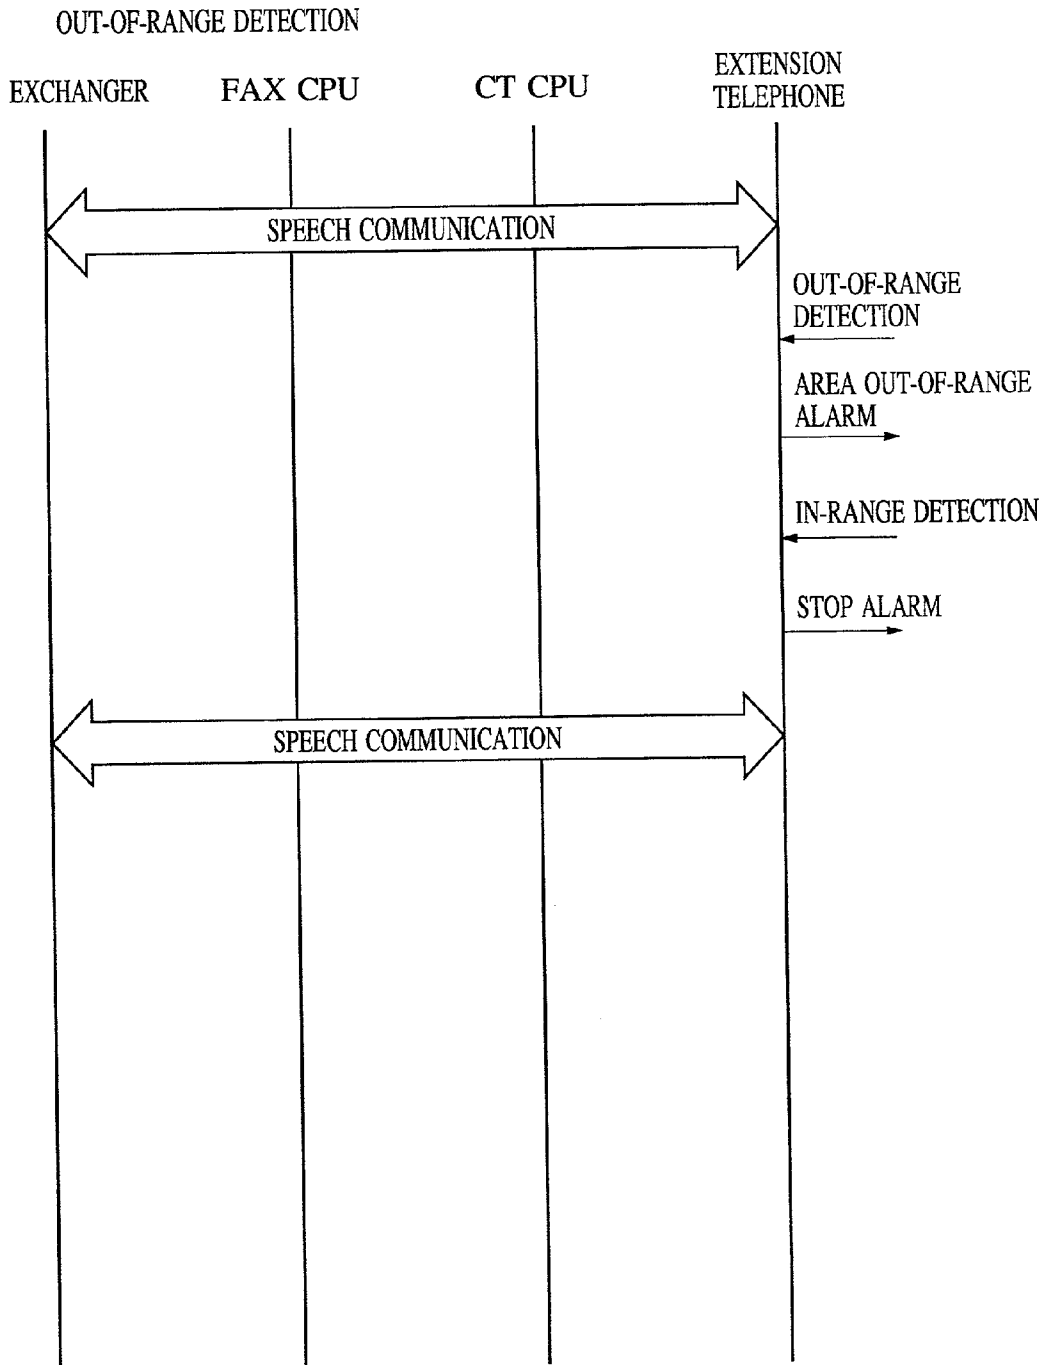 OUT-OF-RANGE DETECTION
EXCHANGER
FAX CPU
CT CPU
EXTENSION
TELEPHONE
SPEECH COMMUNICATION
OUT-OF-RANGE
DETECTION
AREA OUT-OF-RANGE
ALARM
IN-RANGE DETECTION
STOP ALARM
SPEECH COMMUNICATION